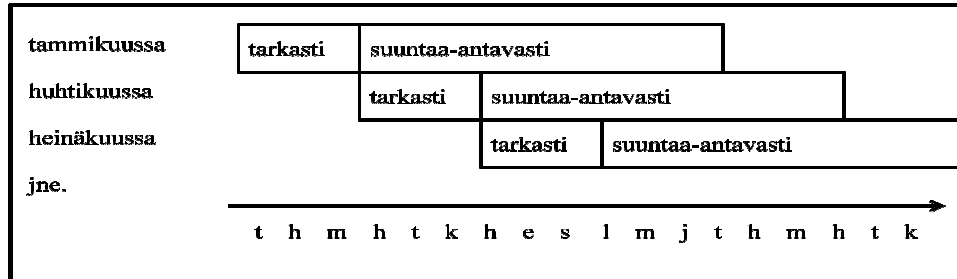 tammikuussa tarkasti suuntaa-antavasti
huhtikuussa tarkasti suuntaa-antavasti
heinäkuussa tarkasti suuntaa-antavasti
jne.
t h m h t k h e s l m j t h m h t k